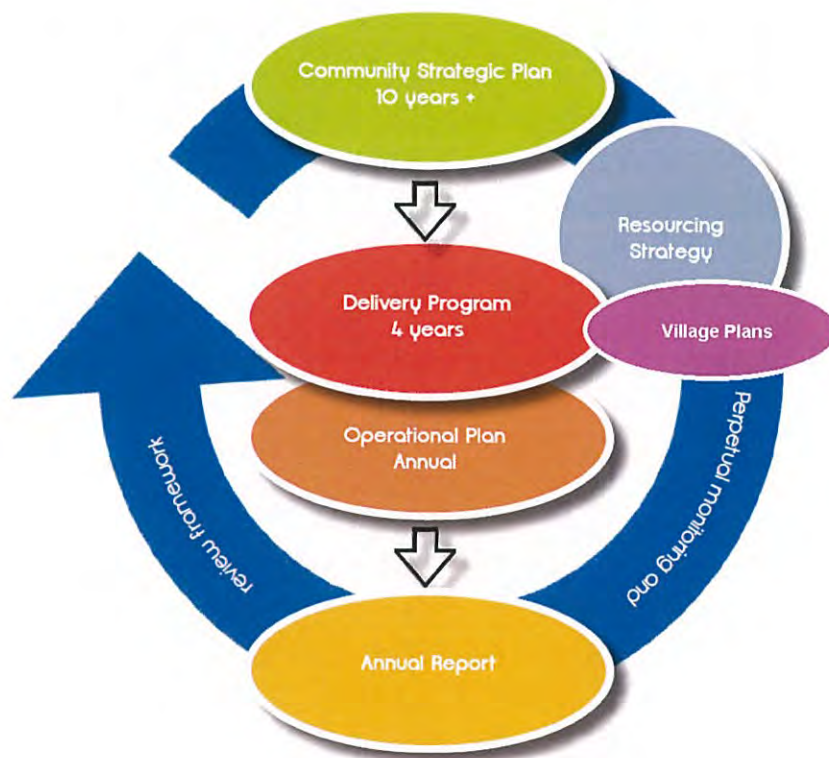 Community Strategic Plan
10 years +
Resourcing
Strategy
Delivery Program
4 years
Village Plans
Operational Plan
Annual
Perpetual monitoring and
review framework
Annual Report